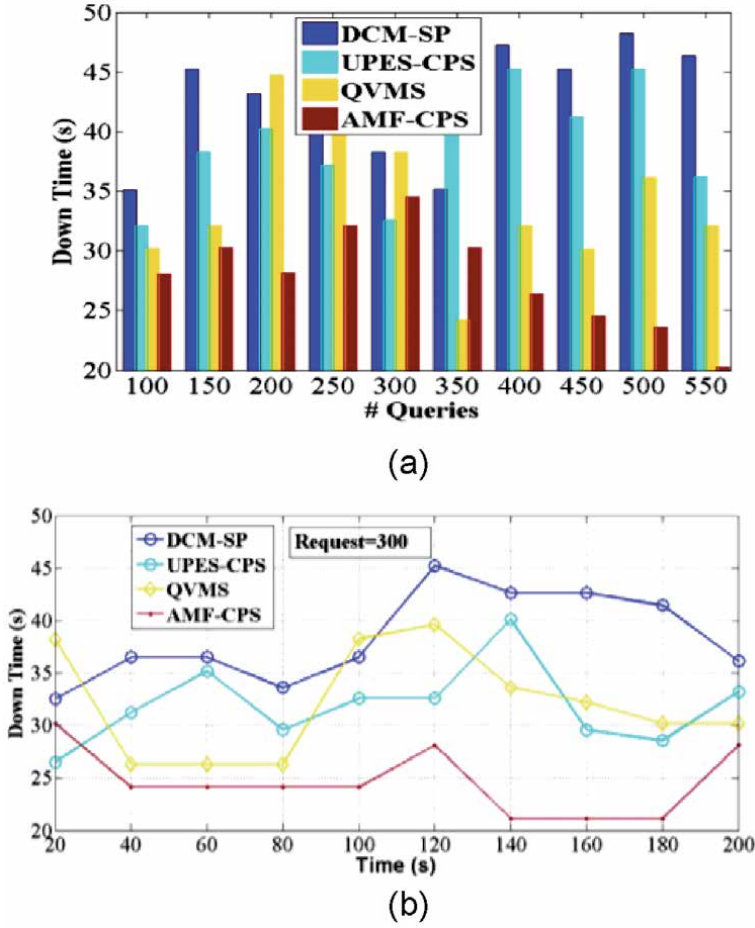 50
45
40
35
30
25
20
Down Time (s)
DCM-SP
UPES-CPS
QVMS
AMF-CPS
100 150 200 250 300 350 400 450 500 550
# Queries
(a)
50
45
40
35
30
25
20
Down Time (s)
DCM-SP
UPES-CPS
QVMS
AMF-CPS
Request=300
20 40 60 80 100 120 140 160 180 200
Time (s)
(b)